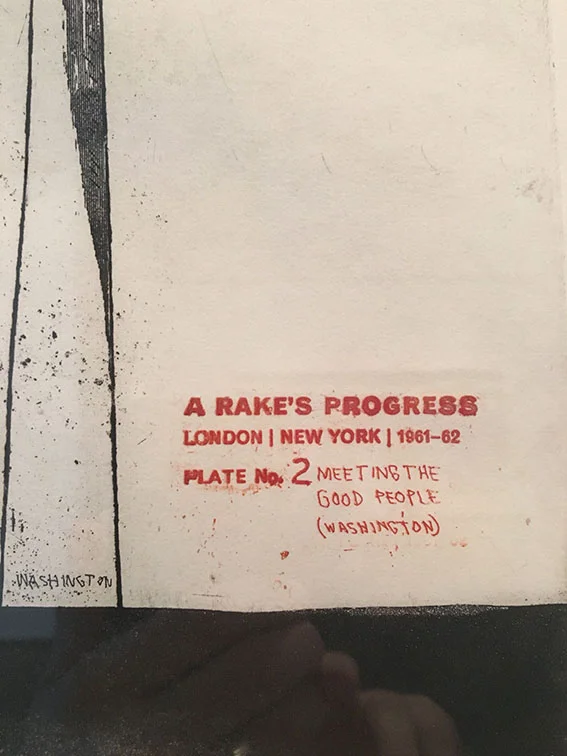 A RAKE'S PROGRESS
LONDON | NEW YORK | 1961–62
PLATE No. 2 MEETING THE
GOOD PEOPLE
(WASHINGTON)
WASHINGTON